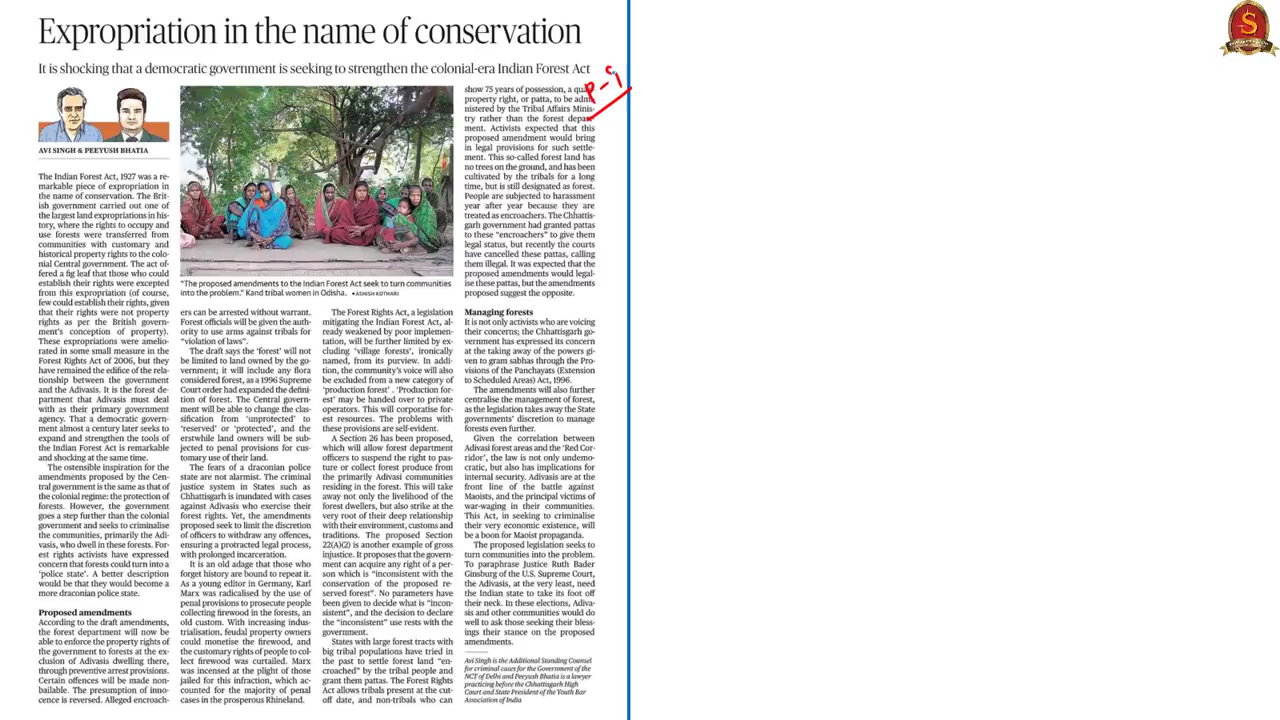 Expropriation in the name of conservation
It is shocking that a democratic government is seeking to strengthen the colonial-era Indian Forest Act
P-9
AVI SINGH & PEEYUSH BHATIA
The Indian Forest Act, 1927 was a re-
markable piece of expropriation in
the name of conservation. The Brit-
ish government carried out one of
the largest land expropriations in his-
tory, where the rights to occupy and
use forests were transferred from
communities with customary and
historical property rights to the colo-
nial Central government. The act of-
fered a fig leaf that those who could
establish their rights were excepted
from this expropriation (of course,
few could establish their rights, given
that their rights were not property
rights as per the British govern-
ment's conception of property).
These expropriations were amelio-
rated in some small measure in the
Forest Rights Act of 2006, but they
have remained the edifice of the rela-
tionship between the government
and the Adivasis. It is the forest de-
partment that Adivasis must deal
with as their primary government
agency. That a democratic govern-
ment almost a century later seeks to
expand and strengthen the tools of
the Indian Forest Act is remarkable
and shocking at the same time.
The ostensible inspiration for the
amendments proposed by the Cen-
tral government is the same as that of
the colonial regime: the protection of
forests. However, the government
goes a step further than the colonial
government and seeks to criminalise
the communities, primarily the Adi-
vasis, who dwell in these forests. For-
est rights activists have expressed
concern that forests could turn into a
'police state'. A better description
would be that they would become a
more draconian police state.
Proposed amendments
According to the draft amendments,
the forest department will now be
able to enforce the property rights of
the government to forests at the ex-
clusion of Adivasis dwelling there,
through preventive arrest provisions.
Certain offences will be made non-
bailable. The presumption of inno-
cence is reversed. Alleged encroach-
"The proposed amendments to the Indian Forest Act seek to turn communities
into the problem." Kand tribal women in Odisha. ■ASHISH KOTHARI
ers can be arrested without warrant.
Forest officials will be given the au-
thority to use arms against tribals for
"violation of laws".
The draft says the 'forest' will not
be limited to land owned by the go-
vernment; it will include any flora
considered forest, as a 1996 Supreme
Court order had expanded the defini-
tion of forest. The Central govern-
ment will be able to change the clas-
sification from 'unprotected' to
'reserved' or 'protected', and the
erstwhile land owners will be sub-
jected to penal provisions for cus-
tomary use of their land.
The fears of a draconian police
state are not alarmist. The criminal
justice system in States such as
Chhattisgarh is inundated with cases
against Adivasis who exercise their
forest rights. Yet, the amendments
proposed seek to limit the discretion
of officers to withdraw any offences,
ensuring a protracted legal process,
with prolonged incarceration.
It is an old adage that those who
forget history are bound to repeat it.
As a young editor in Germany, Karl
Marx was radicalised by the use of
penal provisions to prosecute people
collecting firewood in the forests, an
old custom. With increasing indus-
trialisation, feudal property owners
could monetise the firewood, and
the customary rights of people to col-
lect firewood was curtailed. Marx
was incensed at the plight of those
jailed for this infraction, which ac-
counted for the majority of penal
cases in the prosperous Rhineland.
The Forest Rights Act, a legislation
mitigating the Indian Forest Act, al-
ready weakened by poor implemen-
tation, will be further limited by ex-
cluding 'village forests', ironically
named, from its purview. In addi-
tion, the community's voice will also
be excluded from a new category of
'production forest'. 'Production for-
est' may be handed over to private
operators. This will corporatise for-
est resources. The problems with
these provisions are self-evident.
A Section 26 has been proposed,
which will allow forest department
officers to suspend the right to pas-
ture or collect forest produce from
the primarily Adivasi communities
residing in the forest. This will take
away not only the livelihood of the
forest dwellers, but also strike at the
very root of their deep relationship
with their environment, customs and
traditions. The proposed Section
22(A)(2) is another example of gross
injustice. It proposes that the govern-
ment can acquire any right of a per-
son which is "inconsistent with the
conservation of the proposed re-
served forest". No parameters have
been given to decide what is "incon-
sistent", and the decision to declare
the "inconsistent" use rests with the
government.
States with large forest tracts with
big tribal populations have tried in
the past to settle forest land "en-
croached" by the tribal people and
grant them pattas. The Forest Rights
Act allows tribals present at the cut-
off date, and non-tribals who can
show 75 years of possession, a
property right, or patta, to be
nistered by the Tribal Affairs Minis-
try rather than the forest
ment. Activists expected that this
proposed amendment would bring
in legal provisions for such settle-
ment. This so-called forest land has
no trees on the ground, and has been
cultivated by the tribals for a long
time, but is still designated as forest.
People are subjected to harassment
year after year because they are
treated as encroachers. The Chhattis-
garh government had granted pattas
to these "encroachers" to give them
legal status, but recently the courts
have cancelled these pattas, calling
them illegal. It was expected that the
proposed amendments would legal-
ise these pattas, but the amendments
proposed suggest the opposite.
Managing forests
It is not only activists who are voicing
their concerns; the Chhattisgarh go-
vernment has expressed its concern
at the taking away of the powers giv-
en to gram sabhas through the Pro-
visions of the Panchayats (Extension
to Scheduled Areas) Act, 1996.
The amendments will also further
centralise the management of forest,
as the legislation takes away the State
governments' discretion to manage
forests even further.
Given the correlation between
Adivasi forest areas and the 'Red Cor-
ridor', the law is not only undemo-
cratic, but also has implications for
internal security. Adivasis are at the
front line of the battle against
Maoists, and the principal victims of
war-waging in their communities.
This Act, in seeking to criminalise
their very economic existence, will
be a boon for Maoist propaganda.
The proposed legislation seeks to
turn communities into the problem.
To paraphrase Justice Ruth Bader
Ginsburg of the U.S. Supreme Court,
the Adivasis, at the very least, need
the Indian state to take its foot off
their neck. In these elections, Adiva-
sis and other communities would do
well to ask those seeking their bless-
ings their stance on the proposed
amendments.
Avi Singh is the Additional Standing Counsel
for criminal cases for the Government of the
NCT of Delhi and Peeyush Bhatia is a lawyer
practicing before the Chhattisgarh High
Court and State President of the Youth Bar
Association of India
S